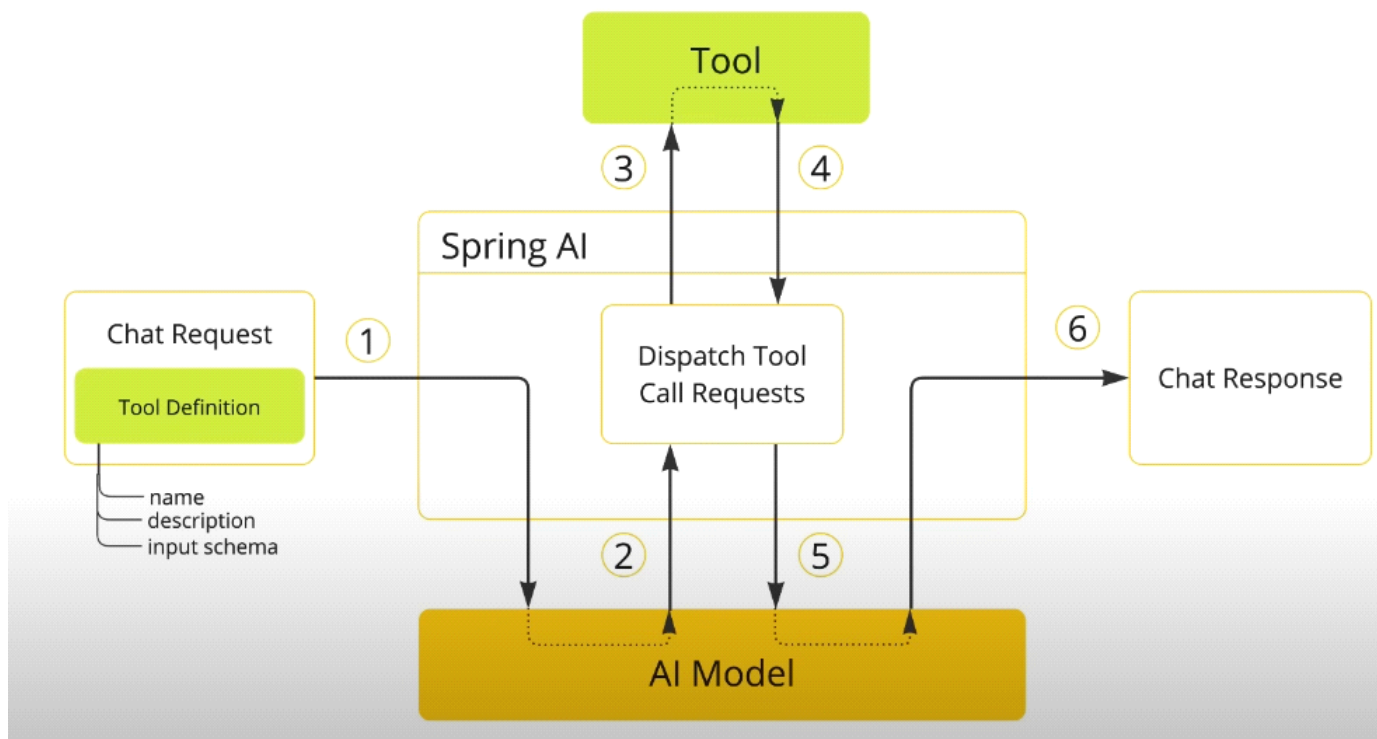 Tool
3
4
Spring AI
Chat Request
Tool Definition
name
description
input schema
1
Dispatch Tool
Call Requests
6
Chat Response
2
5
AI Model